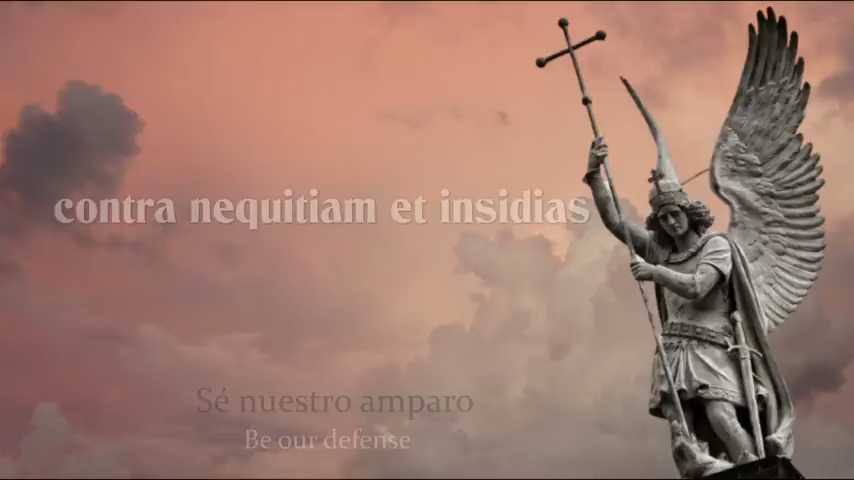 contra nequitiam et insidias
Sé nuestro amparo
Be our defense